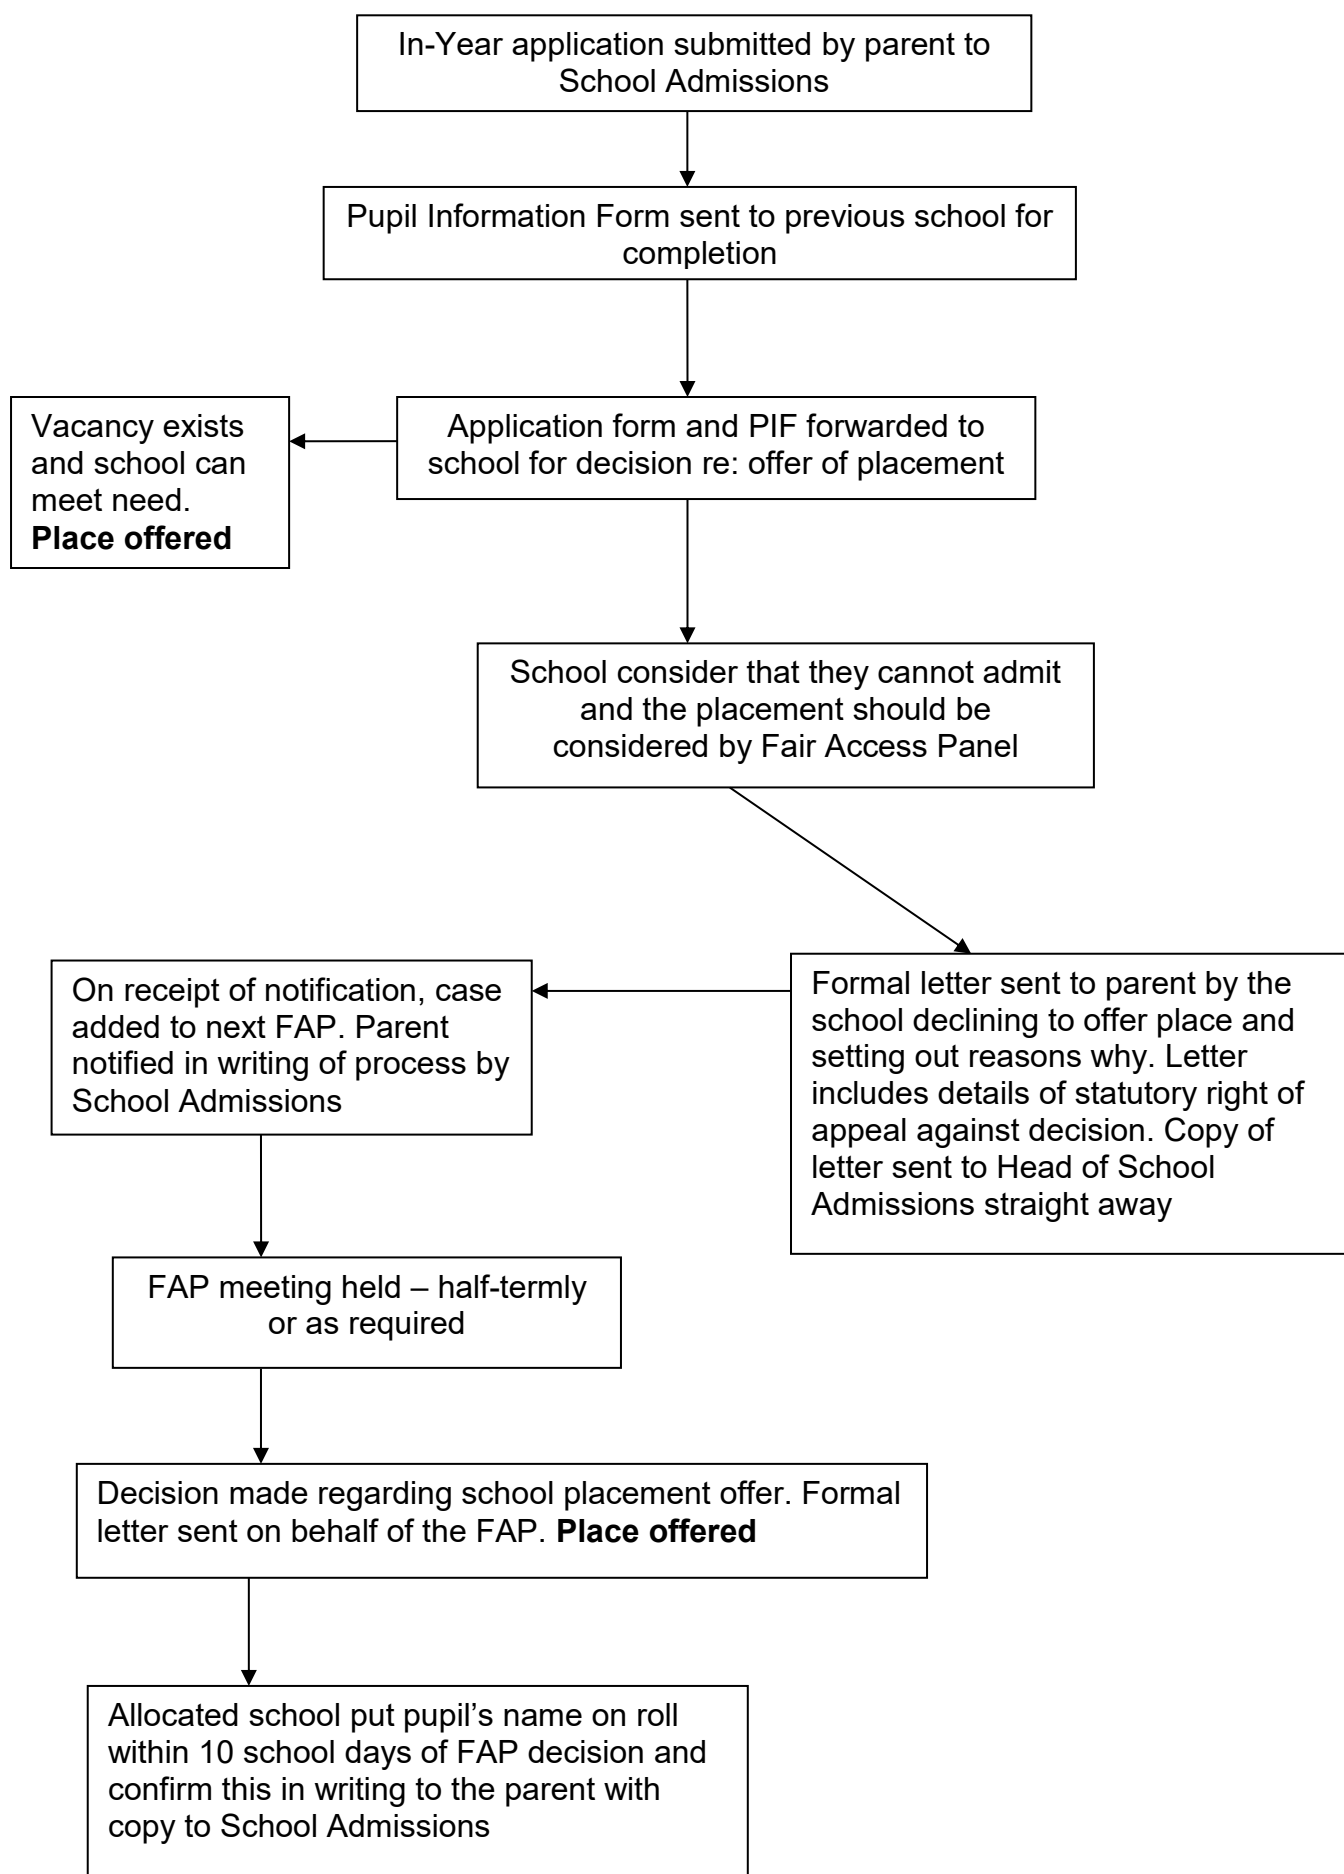 In-Year application submitted by parent to
School Admissions
Pupil Information Form sent to previous school for
completion
Vacancy exists
and school can
meet need.
Place offered
Application form and PIF forwarded to
school for decision re: offer of placement
School consider that they cannot admit
and the placement should be
considered by Fair Access Panel
Formal letter sent to parent by the
school declining to offer place and
setting out reasons why. Letter
includes details of statutory right of
appeal against decision. Copy of
letter sent to Head of School
Admissions straight away
On receipt of notification, case
added to next FAP. Parent
notified in writing of process by
School Admissions
FAP meeting held – half-termly
or as required
Decision made regarding school placement offer. Formal
letter sent on behalf of the FAP. Place offered
Allocated school put pupil’s name on roll
within 10 school days of FAP decision and
confirm this in writing to the parent with
copy to School Admissions